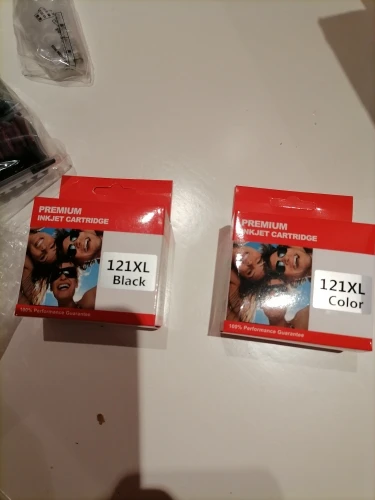 PREMIUM
INKJET CARTRIDGE
121XL
Black
100% Performance Guarantee
PREMIUM
INKJET CARTRIDGE
121XL
Color
100% Performance Guarantee